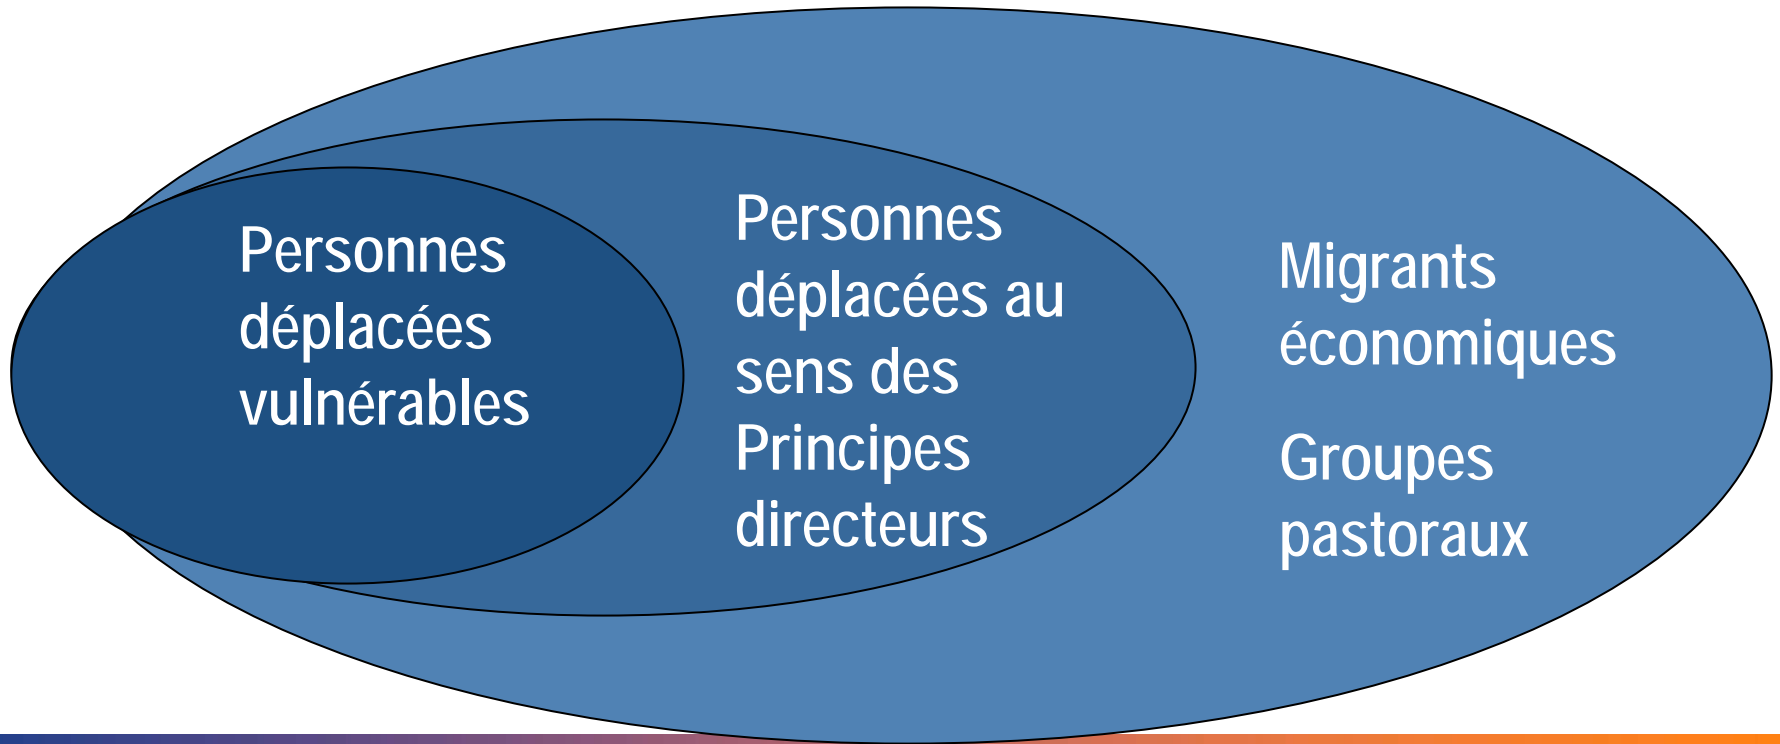 Personnes
déplacées
vulnérables
Personnes
déplacées au
sens des
Principes
directeurs
Migrants
économiques
Groupes
pastoraux